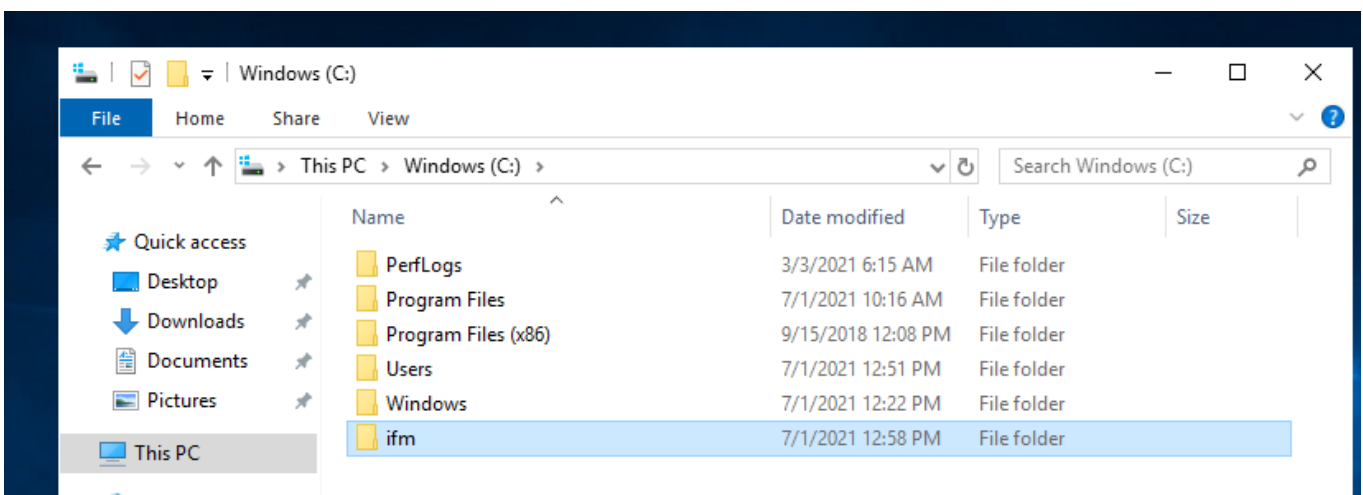 Windows (C:)
File Home Share View
This PC > Windows (C:) >
Search Windows (C:)
Name Date modified Type Size
Quick access
Desktop
Downloads
Documents
Pictures
This PC
PerfLogs 3/3/2021 6:15 AM File folder
Program Files 7/1/2021 10:16 AM File folder
Program Files (x86) 9/15/2018 12:08 PM File folder
Users 7/1/2021 12:51 PM File folder
Windows 7/1/2021 12:22 PM File folder
ifm 7/1/2021 12:58 PM File folder